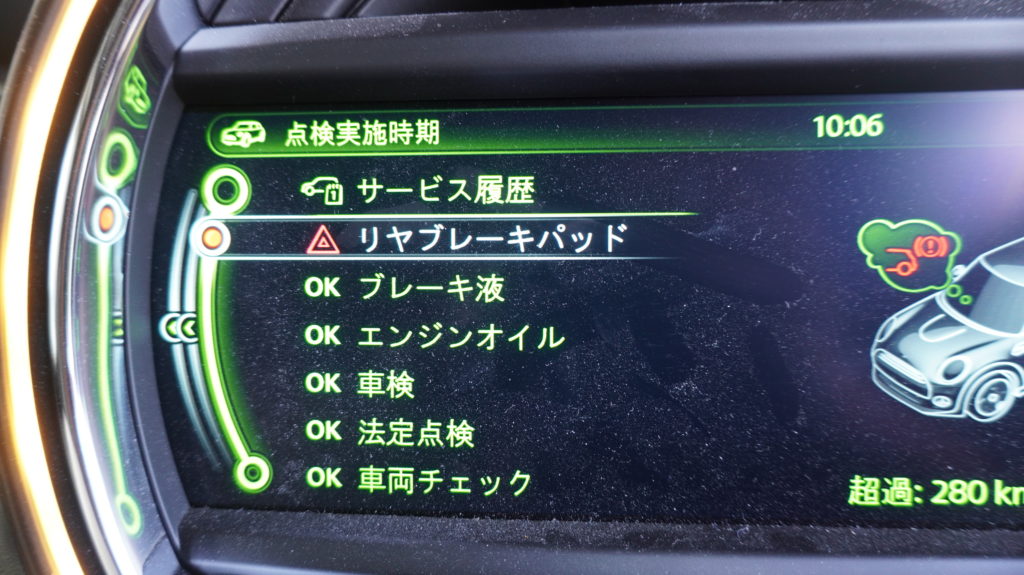 点検実施時期
10:06
サービス履歴
リヤブレーキパッド
OK ブレーキ液
OK エンジンオイル
OK 車検
OK 法定点検
OK 車両チェック
超過: 280 km